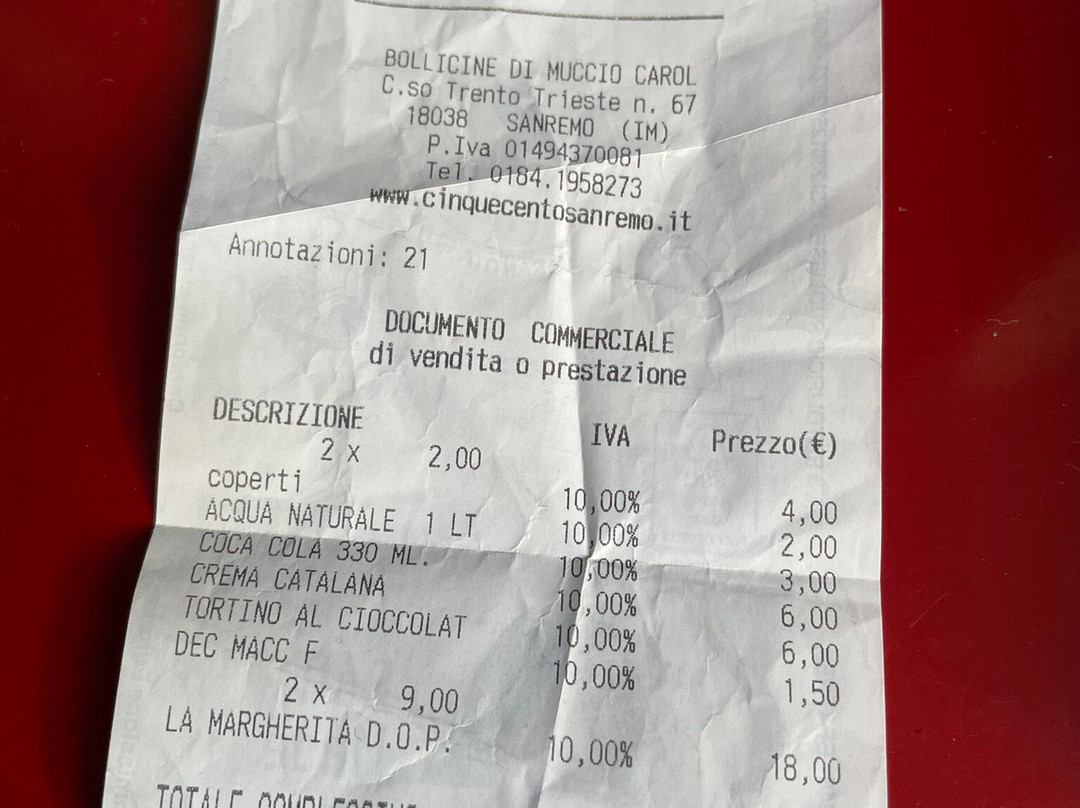 BOLLICINE DI MUCCIO CAROL
C.so Trento Trieste n. 67
18038 SANREMO (IM)
P.Iva 01494370081
Tel. 0184.1958273
www.cinquecentosanremo.it
Annotazioni: 21
DOCUMENTO COMMERCIALE
di vendita o prestazione
DESCRIZIONE IVA Prezzo(€)
2 x 2,00
coperti 10,00% 4,00
ACQUA NATURALE 1 LT 10,00% 2,00
COCA COLA 330 ML. 10,00% 3,00
CREMA CATALANA 10,00% 6,00
TORTINO AL CIOCCOLAT 10,00% 6,00
DEC MACC F 10,00% 1,50
2 x 9,00
LA MARGHERITA D.O.P. 10,00% 18,00
TOTALE